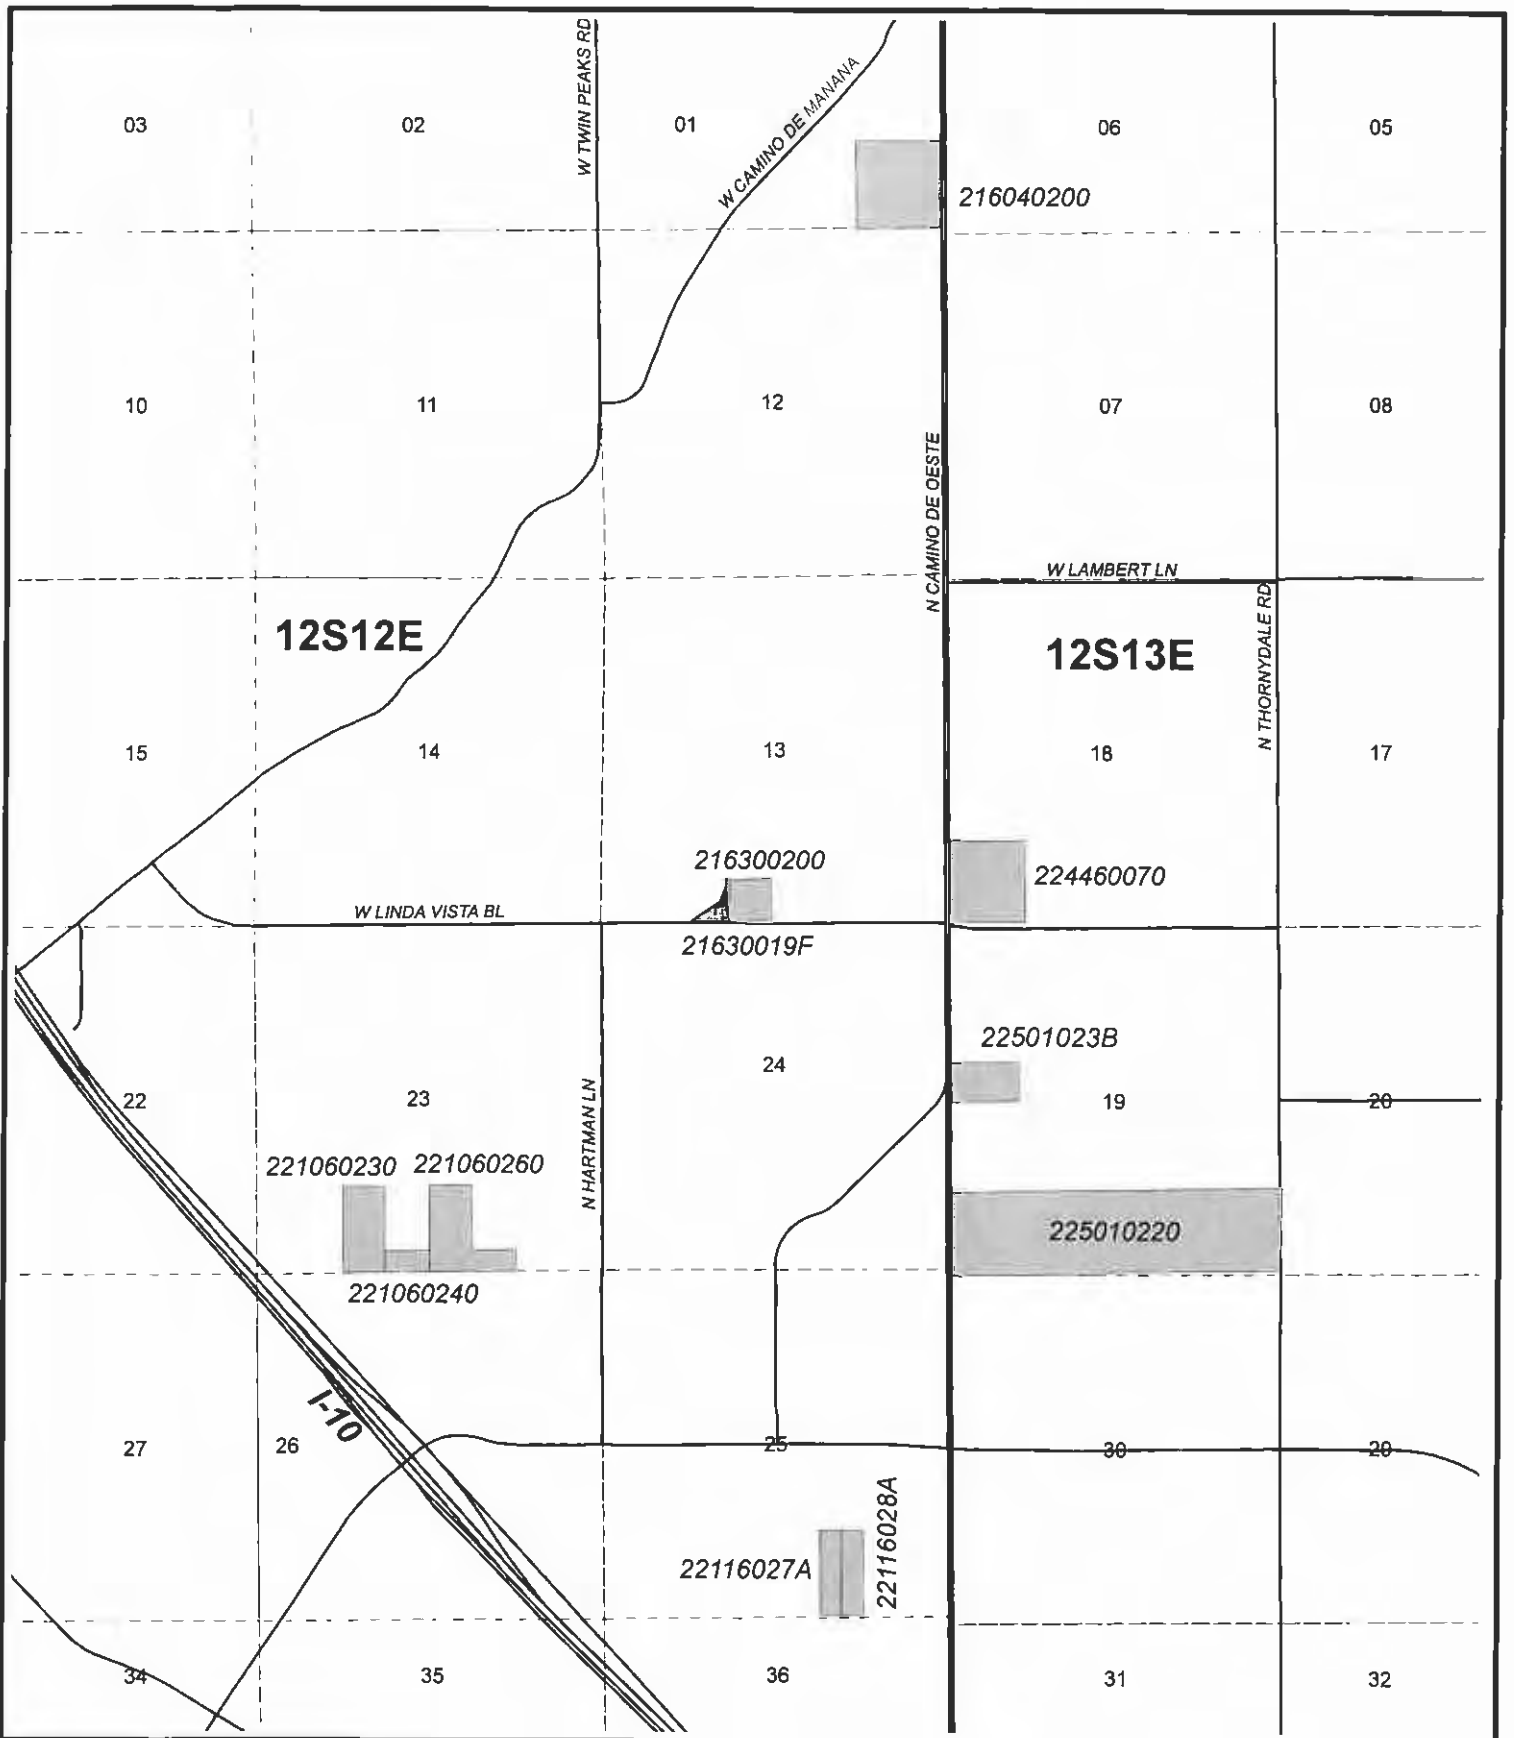 W TWIN PEAKS RD
03
02
01
W CAMINO DE MANANA
06
05
216040200
10
11
12
07
08
N CAMINO DE OESTE
W LAMBERT LN
12S12E
12S13E
N THORNYDALE RD
15
14
13
18
17
216300200
224460070
W LINDA VISTA BL
21630019F
22501023B
24
22
23
N HARTMAN LN
19
20
221060230
221060260
225010220
221060240
I-10
27
26
25
30
29
22116027A
22116028A
34
35
36
31
32